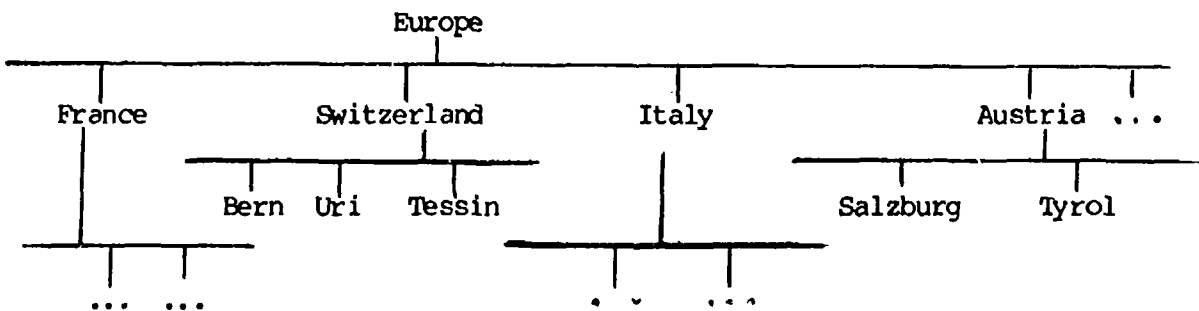 Europe
France Switzerland Italy Austria ...
Bern Uri Tessin Salzburg Tyrol
... ...